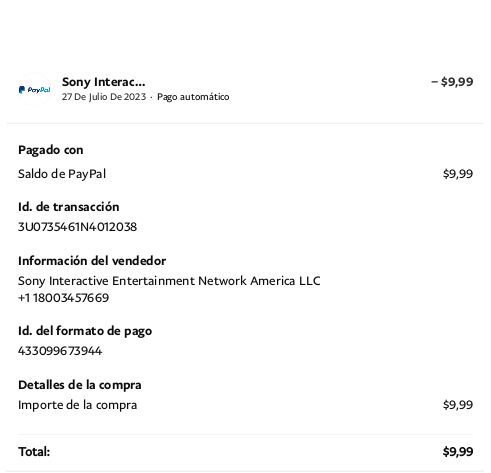 PayPal
Sony Interac... – $9,99
27 De Julio De 2023 · Pago automático
Pagado con
Saldo de PayPal $9,99
Id. de transacción
3U0735461N4012038
Información del vendedor
Sony Interactive Entertainment Network America LLC
+1 18003457669
Id. del formato de pago
433099673944
Detalles de la compra
Importe de la compra $9,99
Total: $9,99